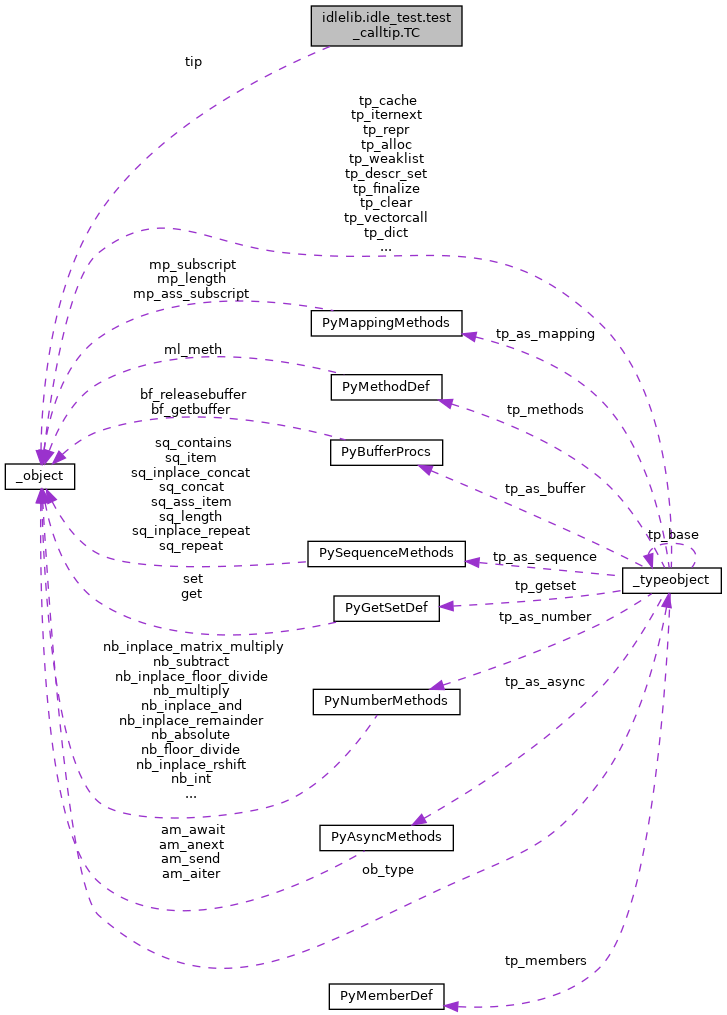 idlelib.idle_test.test
_calltip.TC
tip
tp_cache
tp_iternext
tp_repr
tp_alloc
tp_weaklist
tp_descr_set
tp_finalize
tp_clear
tp_vectorcall
tp_dict
...
mp_subscript
mp_length
mp_ass_subscript
PyMappingMethods
tp_as_mapping
ml_meth
PyMethodDef
tp_methods
bf_releasebuffer
bf_getbuffer
PyBufferProcs
tp_as_buffer
_object
sq_contains
sq_item
sq_inplace_concat
sq_concat
sq_ass_item
sq_length
sq_inplace_repeat
sq_repeat
PySequenceMethods
tp_as_sequence
tp_base
_typeobject
set
get
PyGetSetDef
tp_getset
tp_as_number
nb_inplace_matrix_multiply
nb_subtract
nb_inplace_floor_divide
nb_multiply
nb_inplace_and
nb_inplace_remainder
nb_absolute
nb_floor_divide
nb_inplace_rshift
nb_int
...
PyNumberMethods
tp_as_async
am_await
am_anext
am_send
am_aiter
PyAsyncMethods
ob_type
tp_members
PyMemberDef